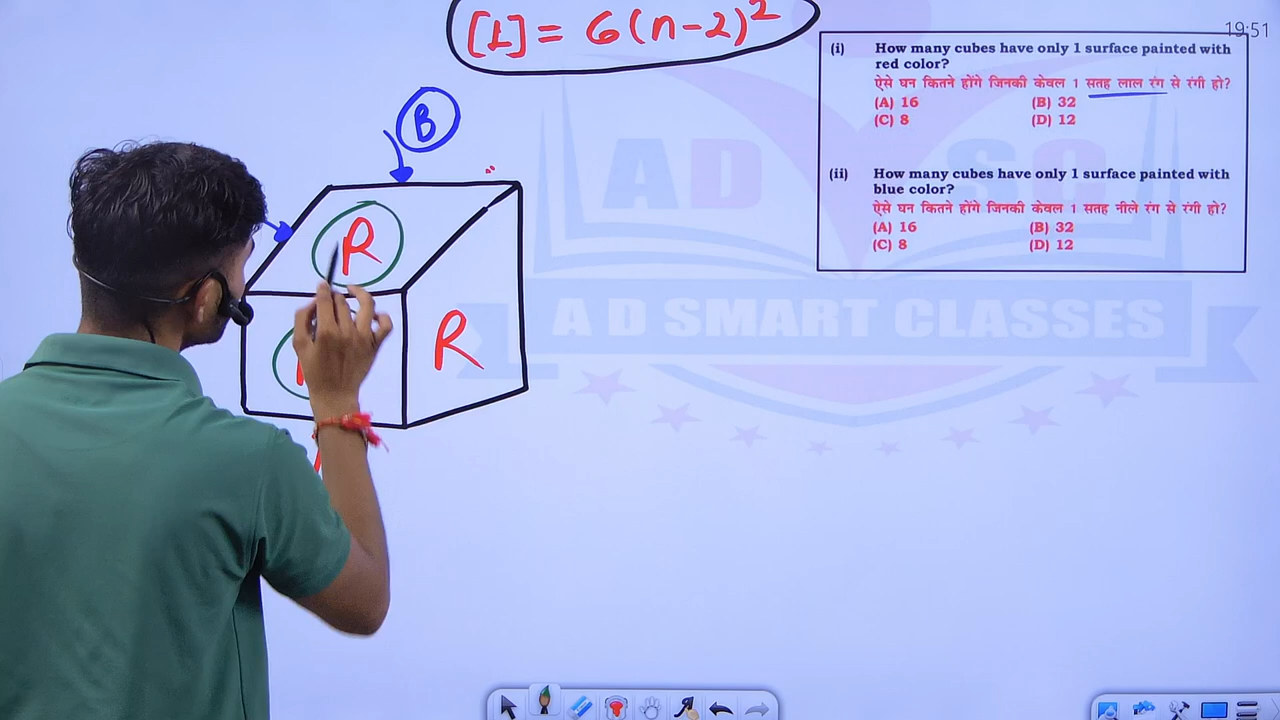 [1] = 6(n-2)²
19:51
(i) How many cubes have only 1 surface painted with
red color?
ऐसे घन कितने होंगे जिनकी केवल 1 सतह लाल रंग से रंगी हो?
(A) 16 (B) 32
(C) 8 (D) 12
(ii) How many cubes have only 1 surface painted with
blue color?
ऐसे घन कितने होंगे जिनकी केवल 1 सतह नीले रंग से रंगी हो?
(A) 16 (B) 32
(C) 8 (D) 12
B
R
R
A D SMART CLASSES